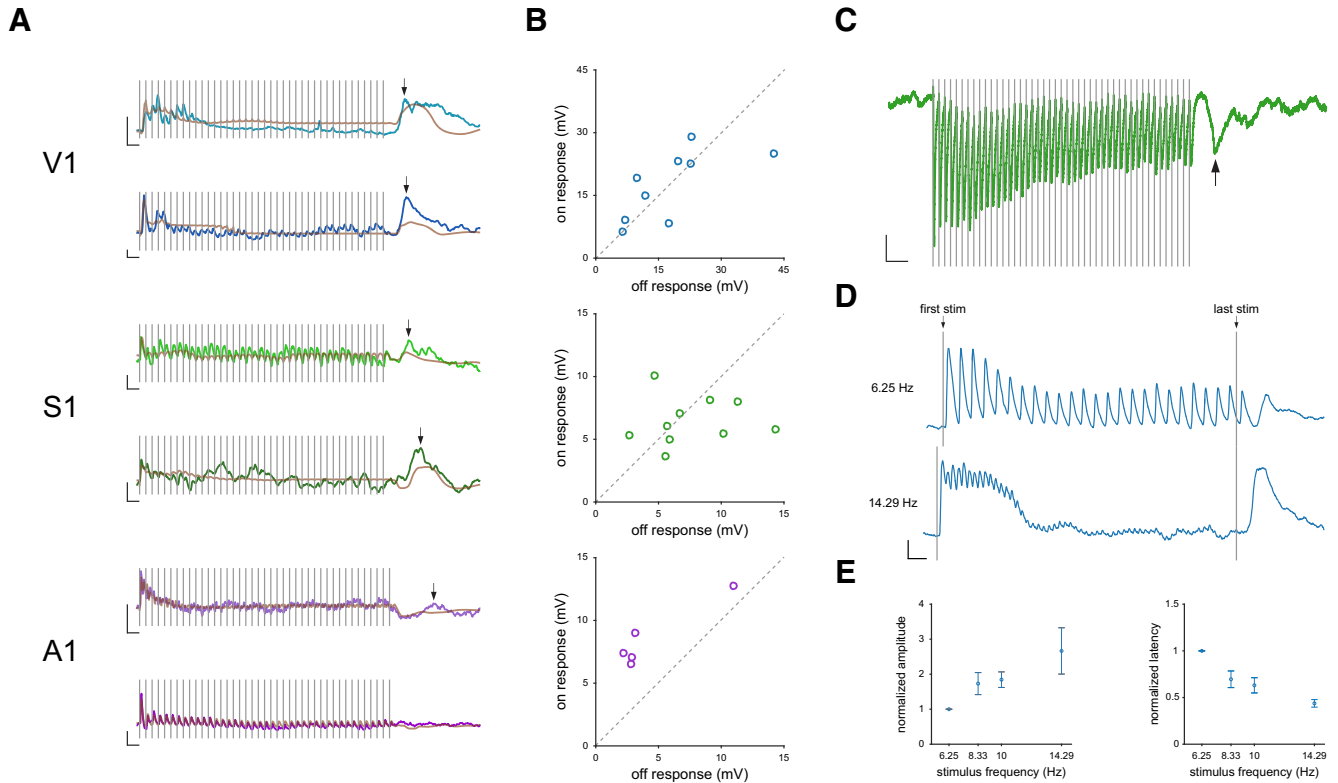 A
V1
S1
A1
B
45
30
15
0
0
15
30
45
on response (mV)
off response (mV)
15
10
5
0
0
5
10
15
on response (mV)
off response (mV)
15
10
5
0
0
5
10
15
on response (mV)
off response (mV)
C
D
first stim
last stim
6.25 Hz
14.29 Hz
E
4
3
2
1
0
6.25
8.33
10
14.29
normalized amplitude
stimulus frequency (Hz)
1.5
1
0.5
0
6.25
8.33
10
14.29
normalized latency
stimulus frequency (Hz)